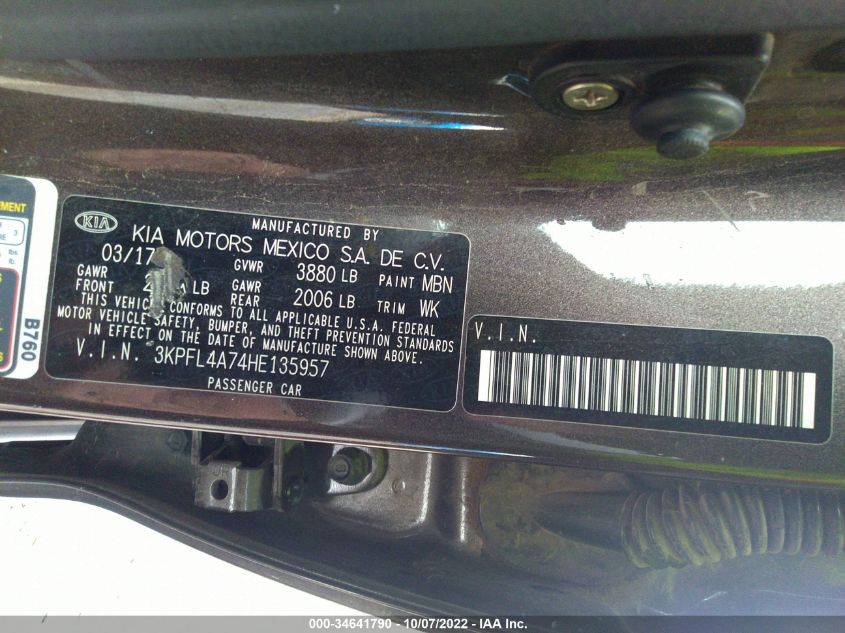 KIA
MANUFACTURED BY
KIA MOTORS MEXICO S.A. DE C.V.
03/17
GAWR FRONT LB
GVWR 3880 LB
GAWR REAR 2006 LB
PAINT MBN
TRIM WK
THIS VEHICLE CONFORMS TO ALL APPLICABLE U.S.A. FEDERAL
MOTOR VEHICLE SAFETY, BUMPER, AND THEFT PREVENTION STANDARDS
IN EFFECT ON THE DATE OF MANUFACTURE SHOWN ABOVE.
V.I.N. 3KPFL4A74HE135957
PASSENGER CAR
V.I.N.
B760
000-34641790 - 10/07/2022 - IAA Inc.